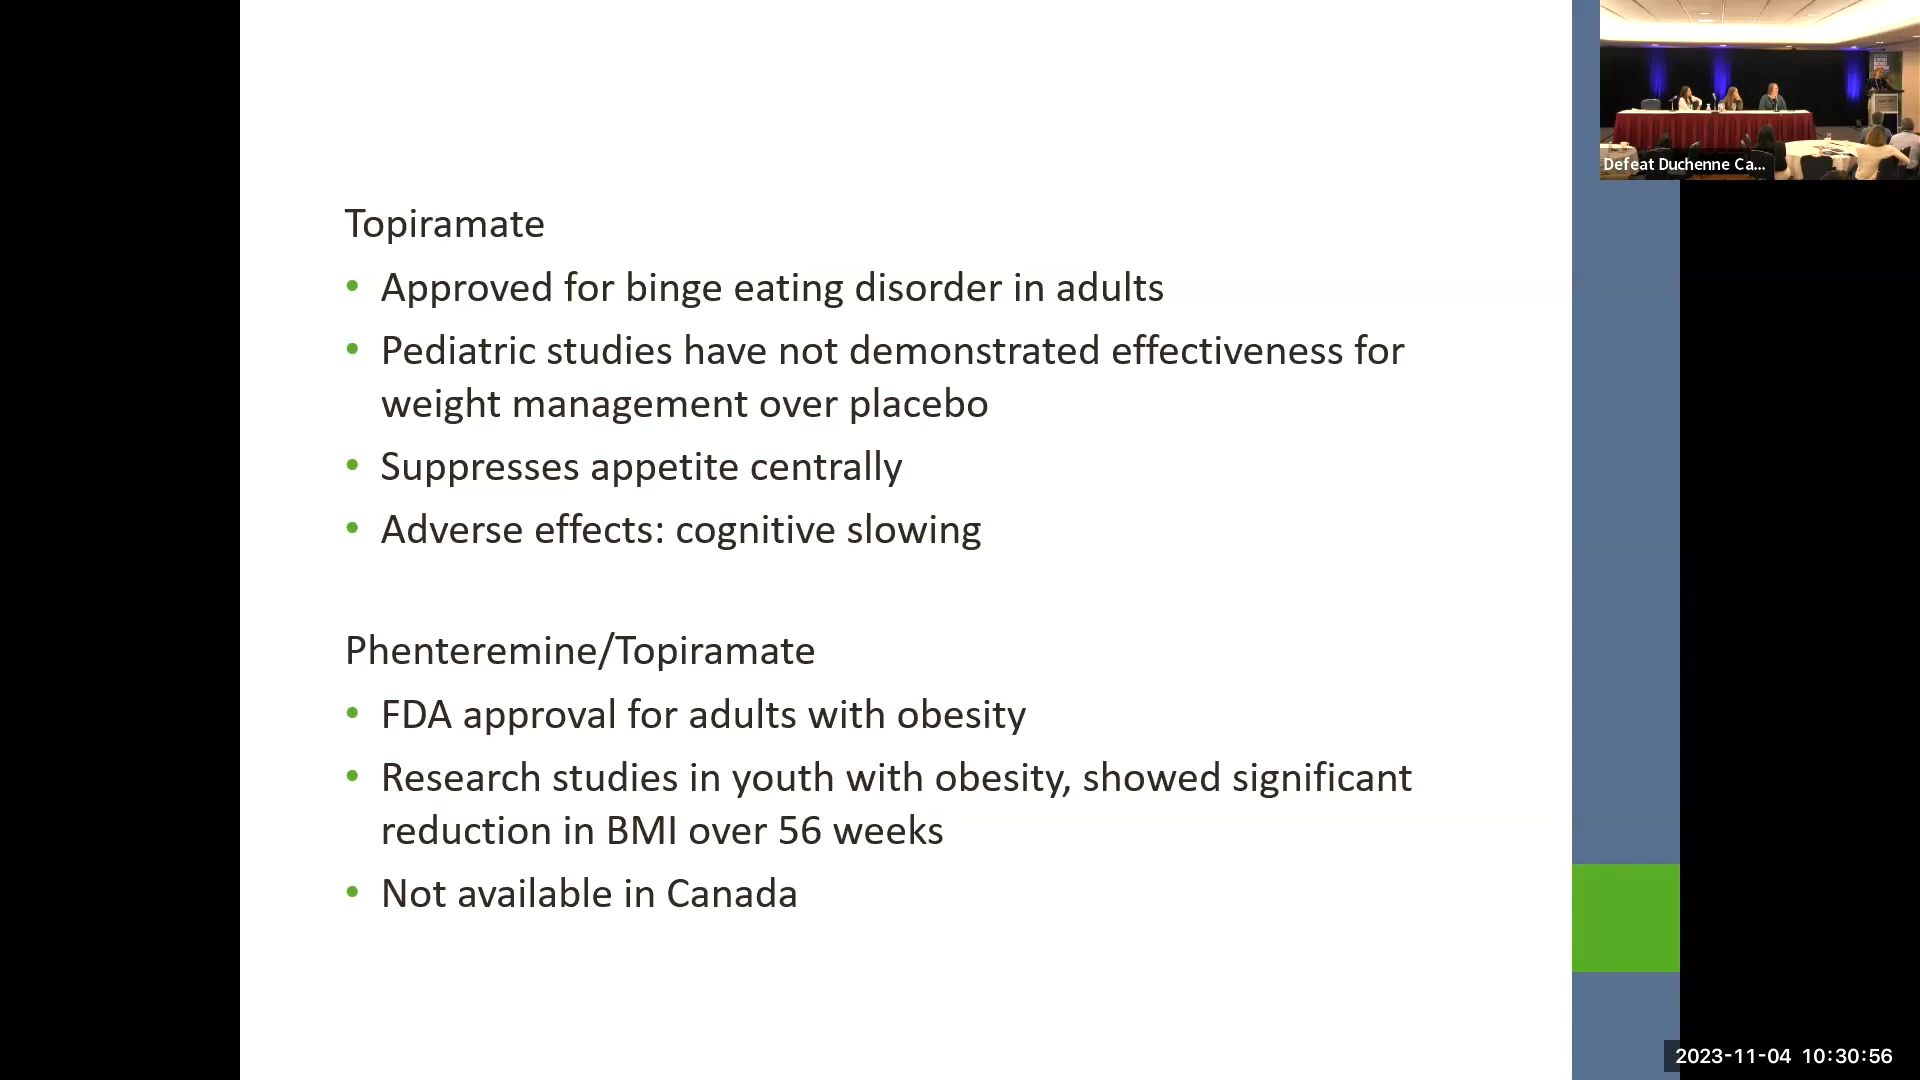 Topiramate
• Approved for binge eating disorder in adults
• Pediatric studies have not demonstrated effectiveness for
weight management over placebo
• Suppresses appetite centrally
• Adverse effects: cognitive slowing
Phenteremine/Topiramate
• FDA approval for adults with obesity
• Research studies in youth with obesity, showed significant
reduction in BMI over 56 weeks
• Not available in Canada
Defeat Duchenne Ca...
2023-11-04 10:30:56